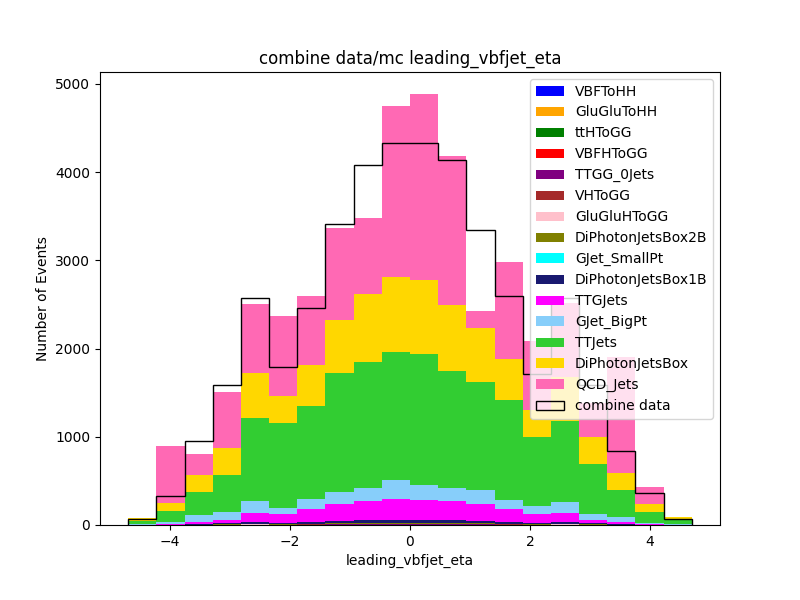 combine data/mc leading_vbfjet_eta
Number of Events
5000
4000
3000
2000
1000
0
−4
−2
0
2
4
leading_vbfjet_eta
VBFToHH
GluGluToHH
ttHToGG
VBFHToGG
TTGG_0Jets
VHToGG
GluGluHToGG
DiPhotonJetsBox2B
GJet_SmallPt
DiPhotonJetsBox1B
TTGJets
GJet_BigPt
TTJets
DiPhotonJetsBox
QCD_Jets
combine data